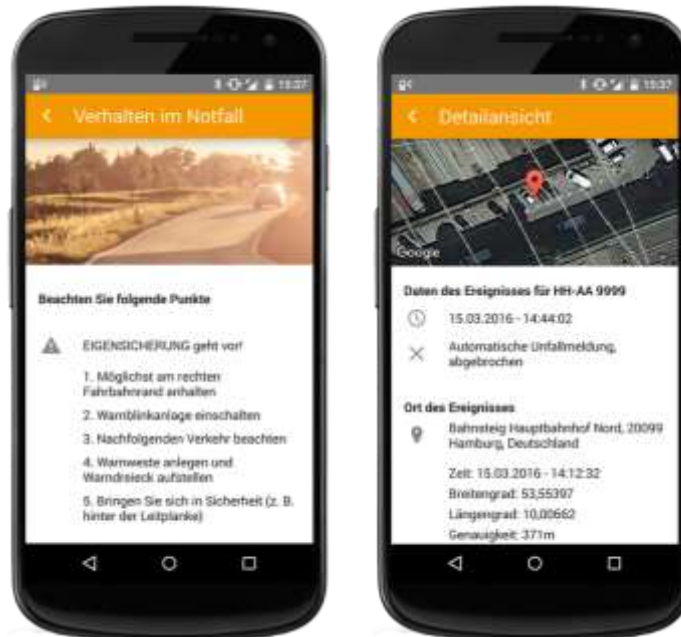 15:37
Verhalten im Notfall
Beachten Sie folgende Punkte
EIGENSICHERUNG geht vor!
1. Möglichst am rechten
Fahrbahnrand anhalten
2. Warnblinkanlage einschalten
3. Nachfolgenden Verkehr beachten
4. Warnweste anlegen und
Warndreieck aufstellen
5. Bringen Sie sich in Sicherheit (z. B.
hinter der Leitplanke)
15:37
Detailansicht
Google
Daten des Ereignisses für HH-AA 9999
15.03.2016 - 14:44:02
Automatische Unfallmeldung,
abgebrochen
Ort des Ereignisses
Bahnsteig Hauptbahnhof Nord, 20099
Hamburg, Deutschland
Zeit: 15.03.2016 - 14:12:32
Breitengrad: 53,55397
Längengrad: 10,00662
Genauigkeit: 371m